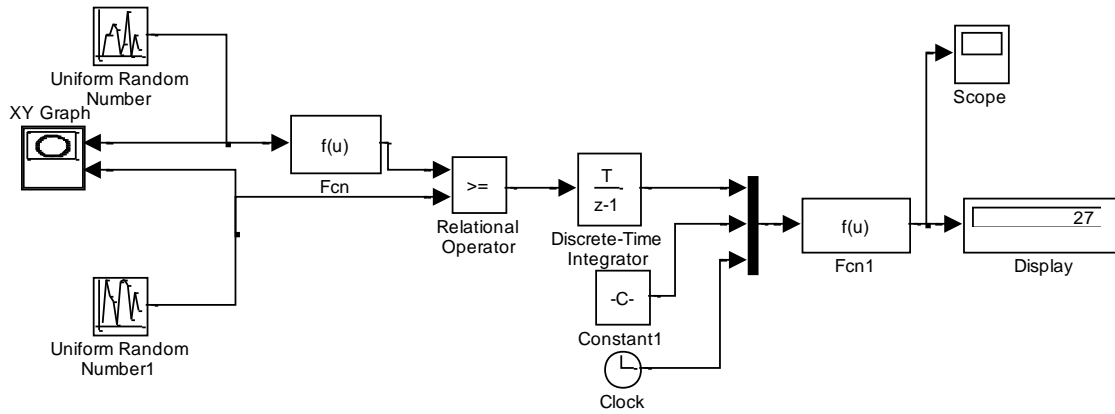 Uniform Random
Number
XY Graph
f(u)
Fcn
>=
Relational
Operator
T
z-1
Discrete-Time
Integrator
-C-
Constant1
Clock
f(u)
Fcn1
Scope
27
Display
Uniform Random
Number1